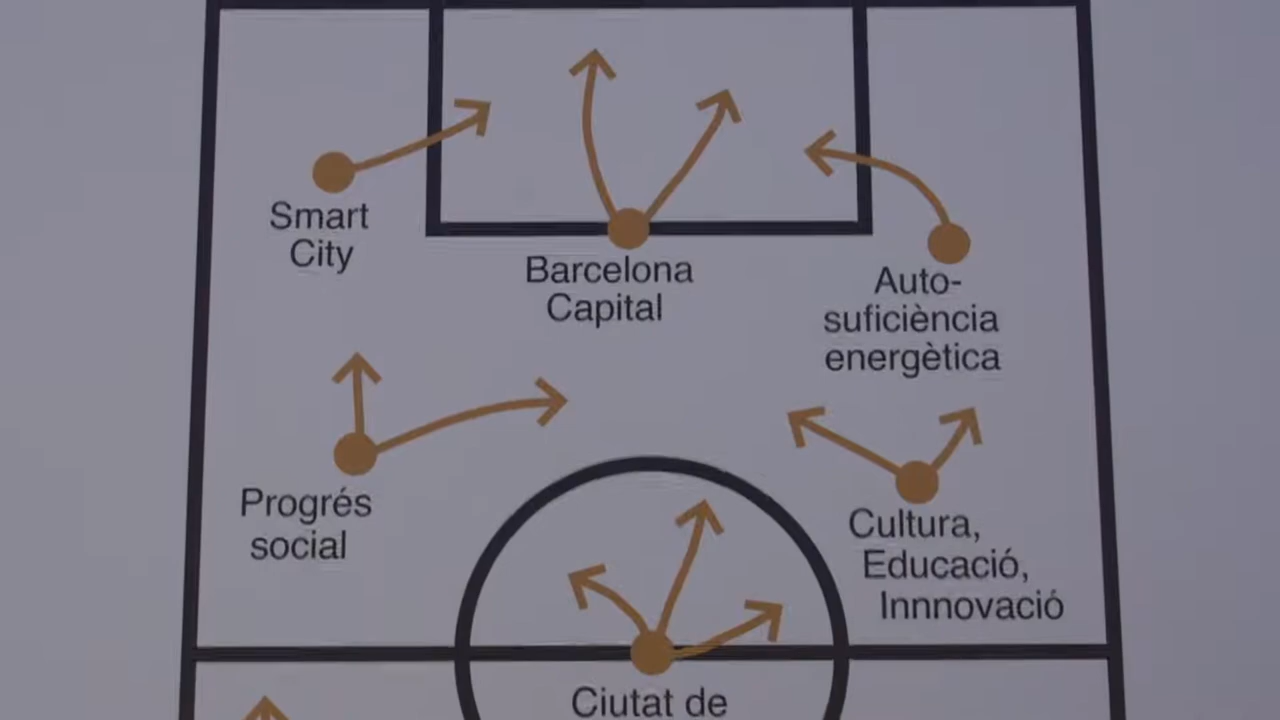 Smart
City
Barcelona
Capital
Auto-
suficiència
energètica
Progrés
social
Cultura,
Educació,
Innnovació
Ciutat de